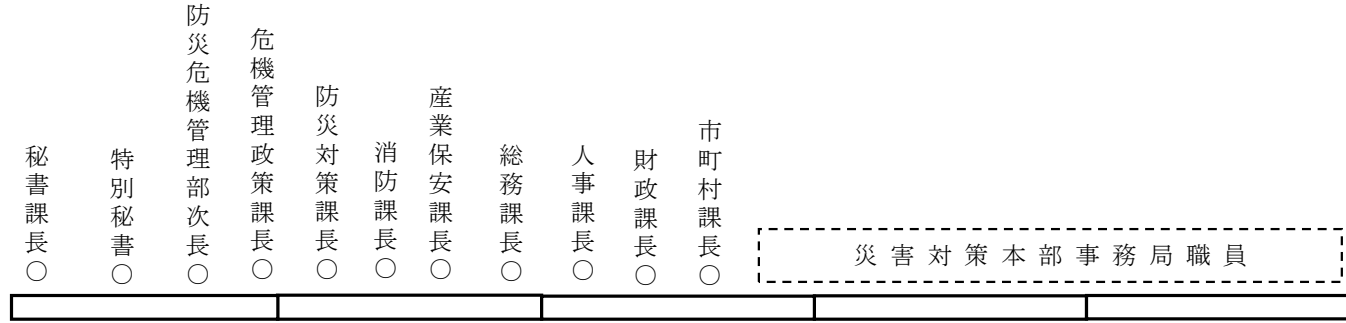 秘書課長○
特別秘書○
防災危機管理部次長○
危機管理政策課長○
防災対策課長○
消防課長○
産業保安課長○
総務課長○
人事課長○
財政課長○
市町村課長○
災害対策本部事務局職員